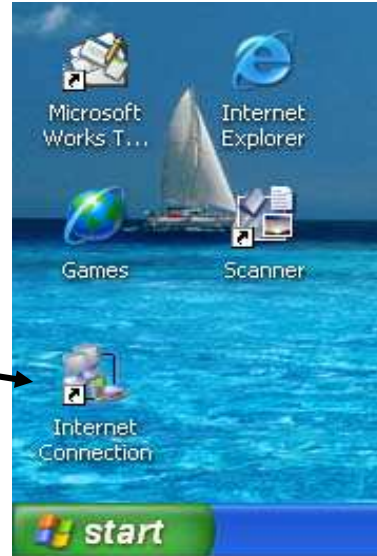 Microsoft
Works T...
Internet
Explorer
Games
Scanner
Internet
Connection
start